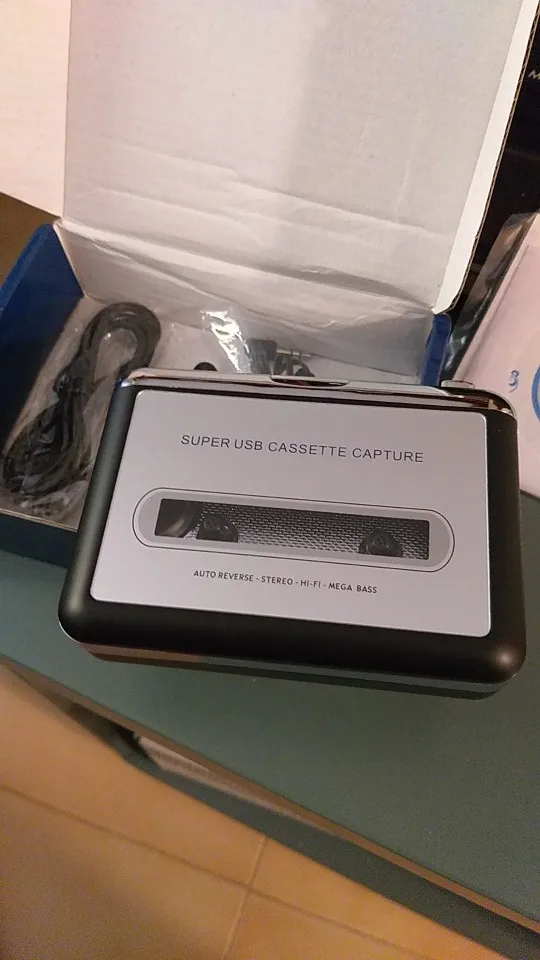 SUPER USB CASSETTE CAPTURE
AUTO REVERSE - STEREO - HI-FI - MEGA BASS